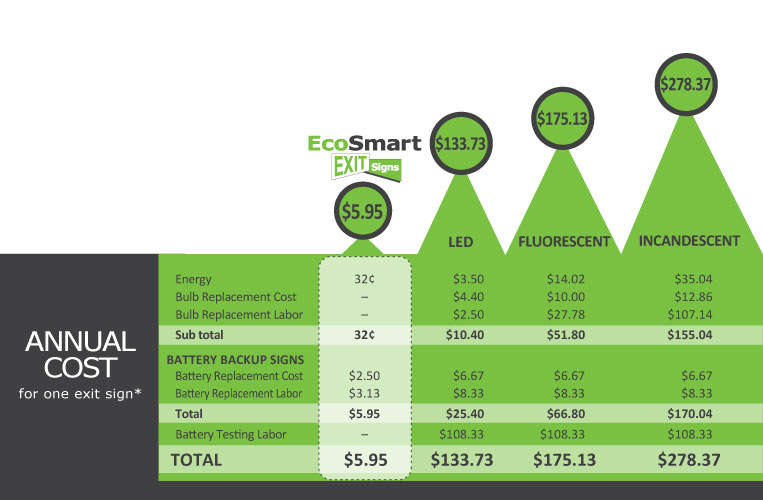 $278.37
$175.13
$133.73
EcoSmart
EXIT Signs
$5.95
LED FLUORESCENT INCANDESCENT
ANNUAL
COST
for one exit sign*
Energy 32¢ $3.50 $14.02 $35.04
Bulb Replacement Cost – $4.40 $10.00 $12.86
Bulb Replacement Labor – $2.50 $27.78 $107.14
Sub total 32¢ $10.40 $51.80 $155.04
BATTERY BACKUP SIGNS
Battery Replacement Cost $2.50 $6.67 $6.67 $6.67
Battery Replacement Labor $3.13 $8.33 $8.33 $8.33
Total $5.95 $25.40 $66.80 $170.04
Battery Testing Labor – $108.33 $108.33 $108.33
TOTAL $5.95 $133.73 $175.13 $278.37